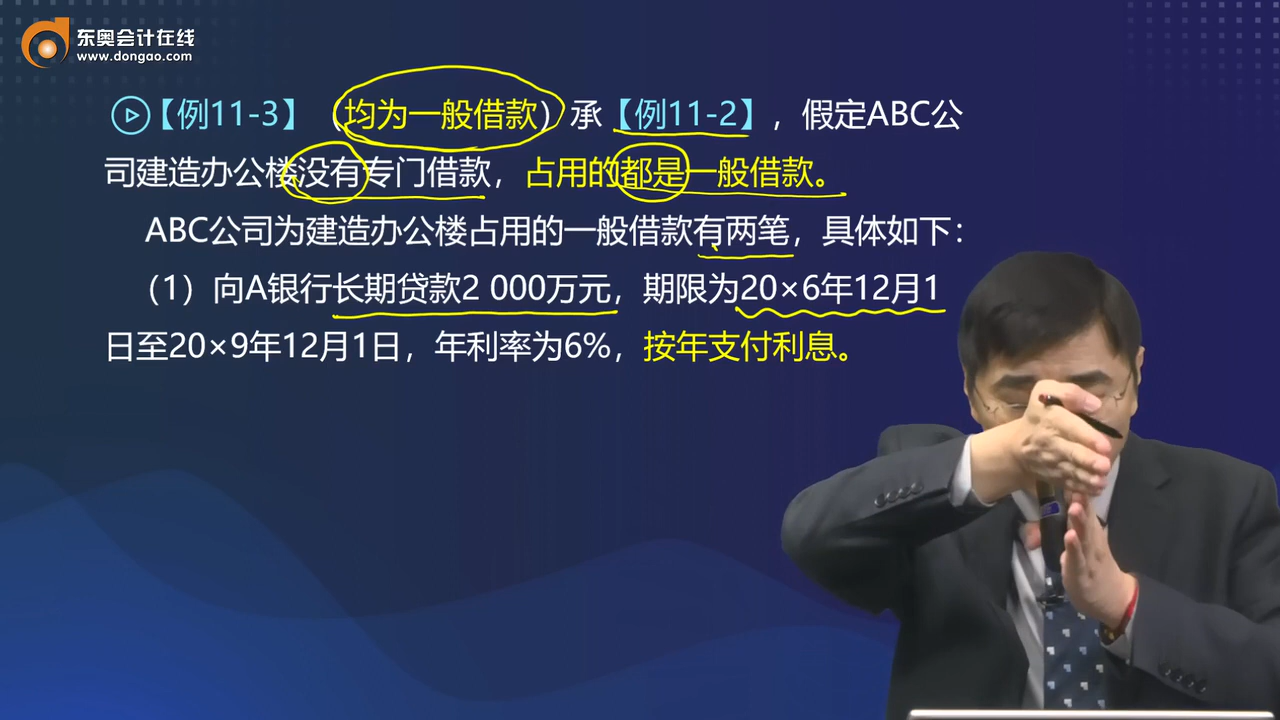 东奥会计在线
www.dongao.com
【例11-3】（均为一般借款）承【例11-2】，假定ABC公
司建造办公楼没有专门借款，占用的都是一般借款。
ABC公司为建造办公楼占用的一般借款有两笔，具体如下：
（1）向A银行长期贷款2 000万元，期限为20×6年12月1
日至20×9年12月1日，年利率为6%，按年支付利息。